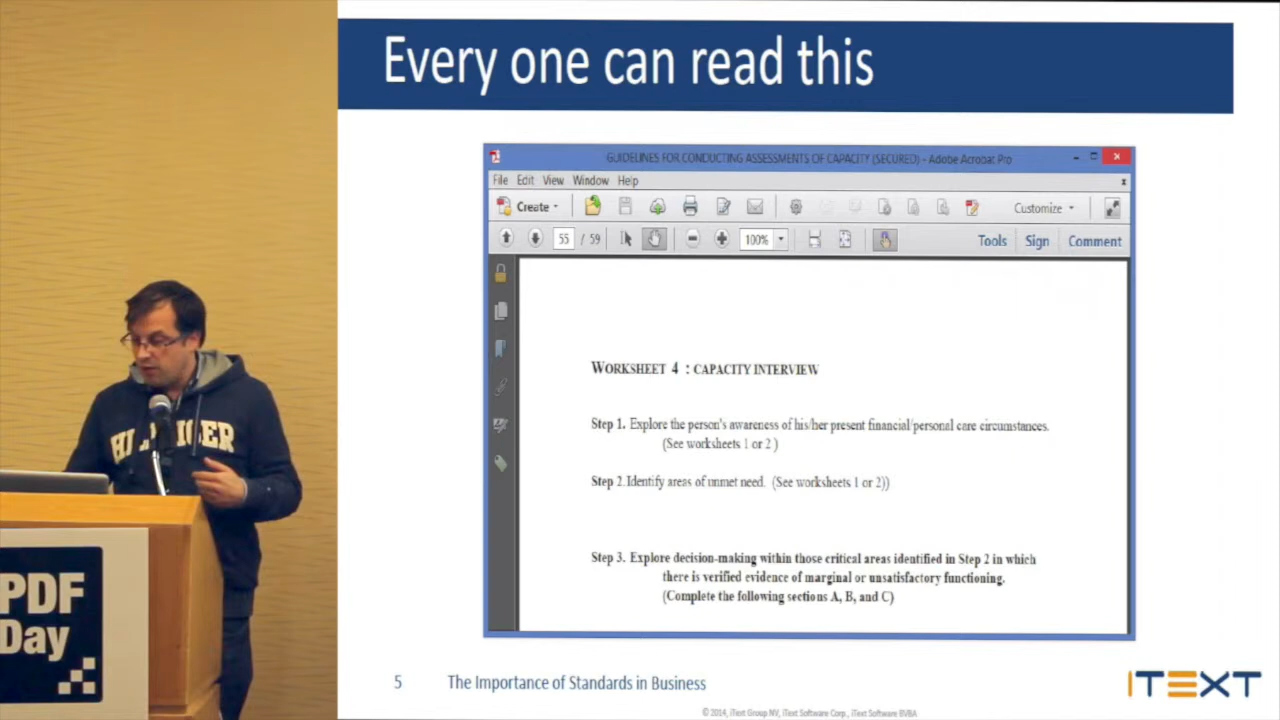 Every one can read this
GUIDELINES FOR CONDUCTING ASSESSMENTS OF CAPACITY (SECURED) - Adobe Acrobat Pro
File Edit View Window Help
Create
Customize
55 / 59
100%
Tools Sign Comment
WORKSHEET 4 : CAPACITY INTERVIEW
Step 1. Explore the person's awareness of his/her present financial/personal care circumstances.
(See worksheets 1 or 2 )
Step 2. Identify areas of unmet need. (See worksheets 1 or 2))
Step 3. Explore decision-making within those critical areas identified in Step 2 in which
there is verified evidence of marginal or unsatisfactory functioning.
(Complete the following sections A, B, and C)
PDF
Day
5 The Importance of Standards in Business
iTEXT
© 2014, iText Group NV, iText Software Corp., iText Software BVBA